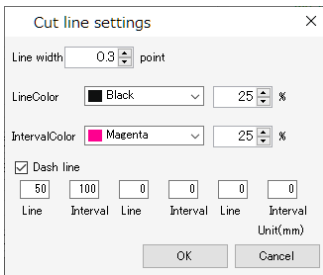 Cut line settings
Line width 0.3 point
LineColor Black 25 %
IntervalColor Magenta 25 %
Dash line
50 100 0 0 0 0
Line Interval Line Interval Line Interval
Unit(mm)
OK Cancel